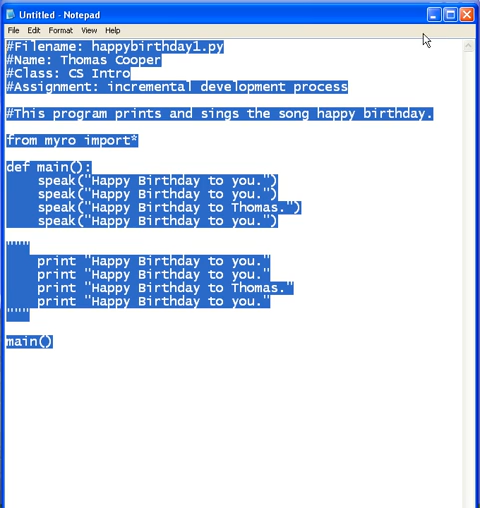 Untitled - Notepad
File Edit Format View Help
#Filename: happybirthday1.py
#Name: Thomas Cooper
#Class: CS Intro
#Assignment: incremental development process
#This program prints and sings the song happy birthday.
from myro import*
def main():
    speak("Happy Birthday to you.")
    speak("Happy Birthday to you.")
    speak("Happy Birthday to Thomas.")
    speak("Happy Birthday to you.")
"""
    print "Happy Birthday to you."
    print "Happy Birthday to you."
    print "Happy Birthday to Thomas."
    print "Happy Birthday to you."
"""
main()